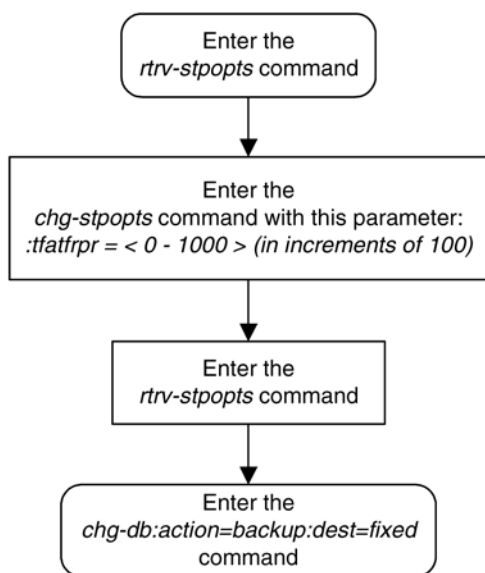 Enter the
rtrv-stpopts command
Enter the
chg-stpopts command with this parameter:
:tfatfrpr = < 0 - 1000 > (in increments of 100)
Enter the
rtrv-stpopts command
Enter the
chg-db:action=backup:dest=fixed
command